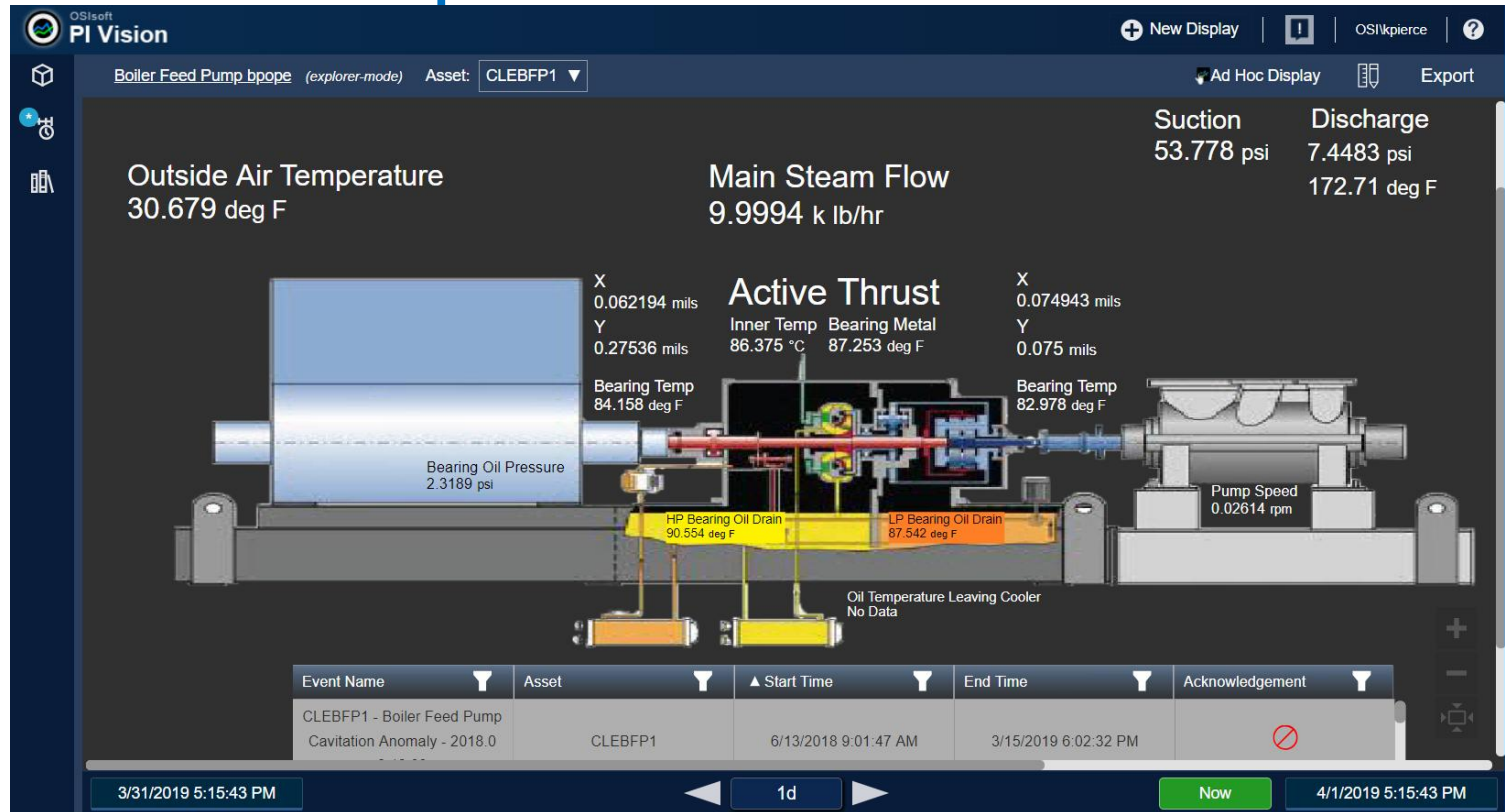 OSIsoft
PI Vision
New Display
OSI\kpierce
Boiler Feed Pump bpope (explorer-mode) Asset: CLEBFP1 ▼
Ad Hoc Display
Export
Suction
53.778 psi
Discharge
7.4483 psi
172.71 deg F
Outside Air Temperature
30.679 deg F
Main Steam Flow
9.9994 k lb/hr
X
0.062194 mils
Y
0.27536 mils
Bearing Temp
84.158 deg F
Active Thrust
Inner Temp Bearing Metal
86.375 °C 87.253 deg F
X
0.074943 mils
Y
0.075 mils
Bearing Temp
82.978 deg F
Bearing Oil Pressure
2.3189 psi
Pump Speed
0.02614 rpm
HP Bearing Oil Drain
90.554 deg F
LP Bearing Oil Drain
87.542 deg F
Oil Temperature Leaving Cooler
No Data
Event Name Asset ▲ Start Time End Time Acknowledgement
CLEBFP1 - Boiler Feed Pump
Cavitation Anomaly - 2018.0 CLEBFP1 6/13/2018 9:01:47 AM 3/15/2019 6:02:32 PM
3/31/2019 5:15:43 PM 1d Now 4/1/2019 5:15:43 PM